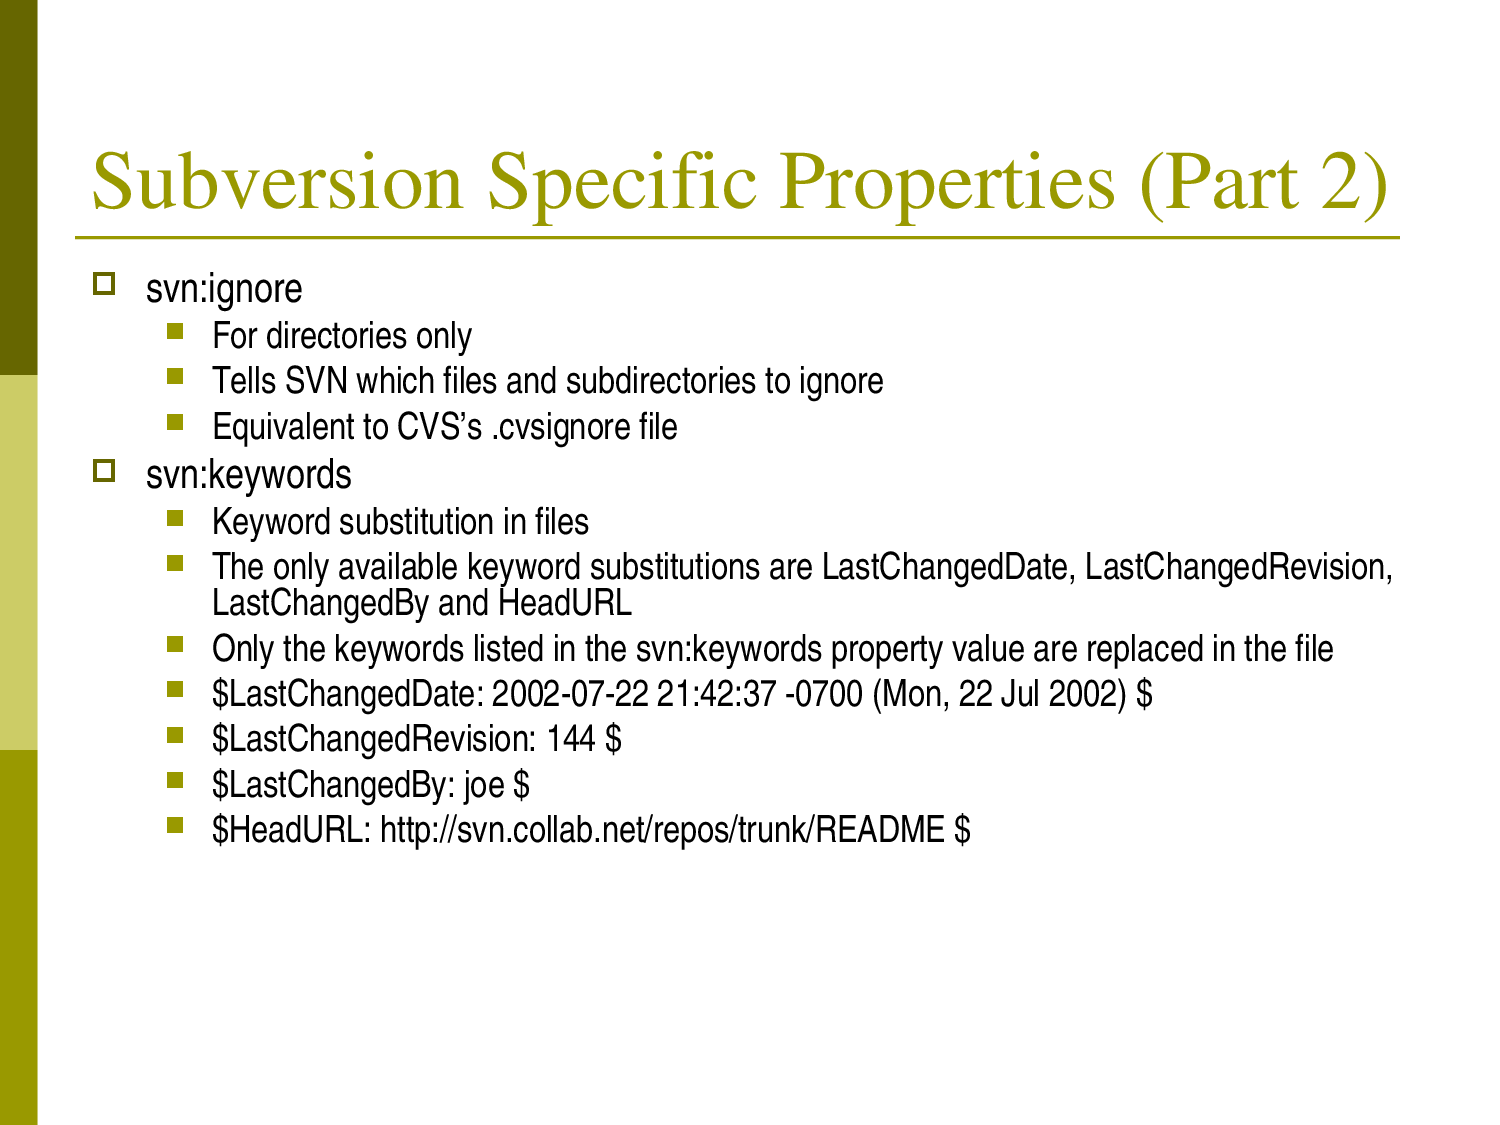 Subversion Specific Properties (Part 2)
svn:ignore
For directories only
Tells SVN which files and subdirectories to ignore
Equivalent to CVS’s .cvsignore file
svn:keywords
Keyword substitution in files
The only available keyword substitutions are LastChangedDate, LastChangedRevision,
LastChangedBy and HeadURL
Only the keywords listed in the svn:keywords property value are replaced in the file
$LastChangedDate: 2002-07-22 21:42:37 -0700 (Mon, 22 Jul 2002) $
$LastChangedRevision: 144 $
$LastChangedBy: joe $
$HeadURL: http://svn.collab.net/repos/trunk/README $